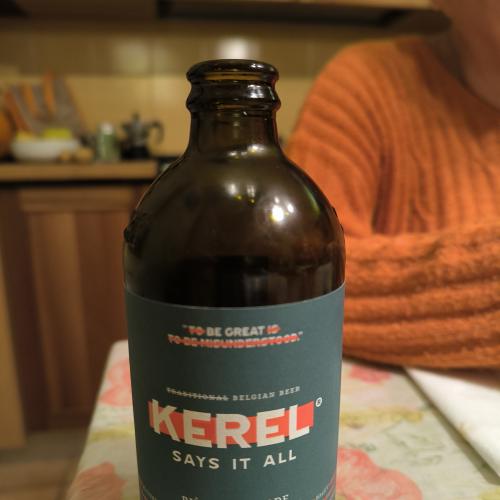 "TO BE GREAT IS
TO BE MISUNDERSTOOD."
TRADITIONAL BELGIAN BEER
KEREL
SAYS IT ALL